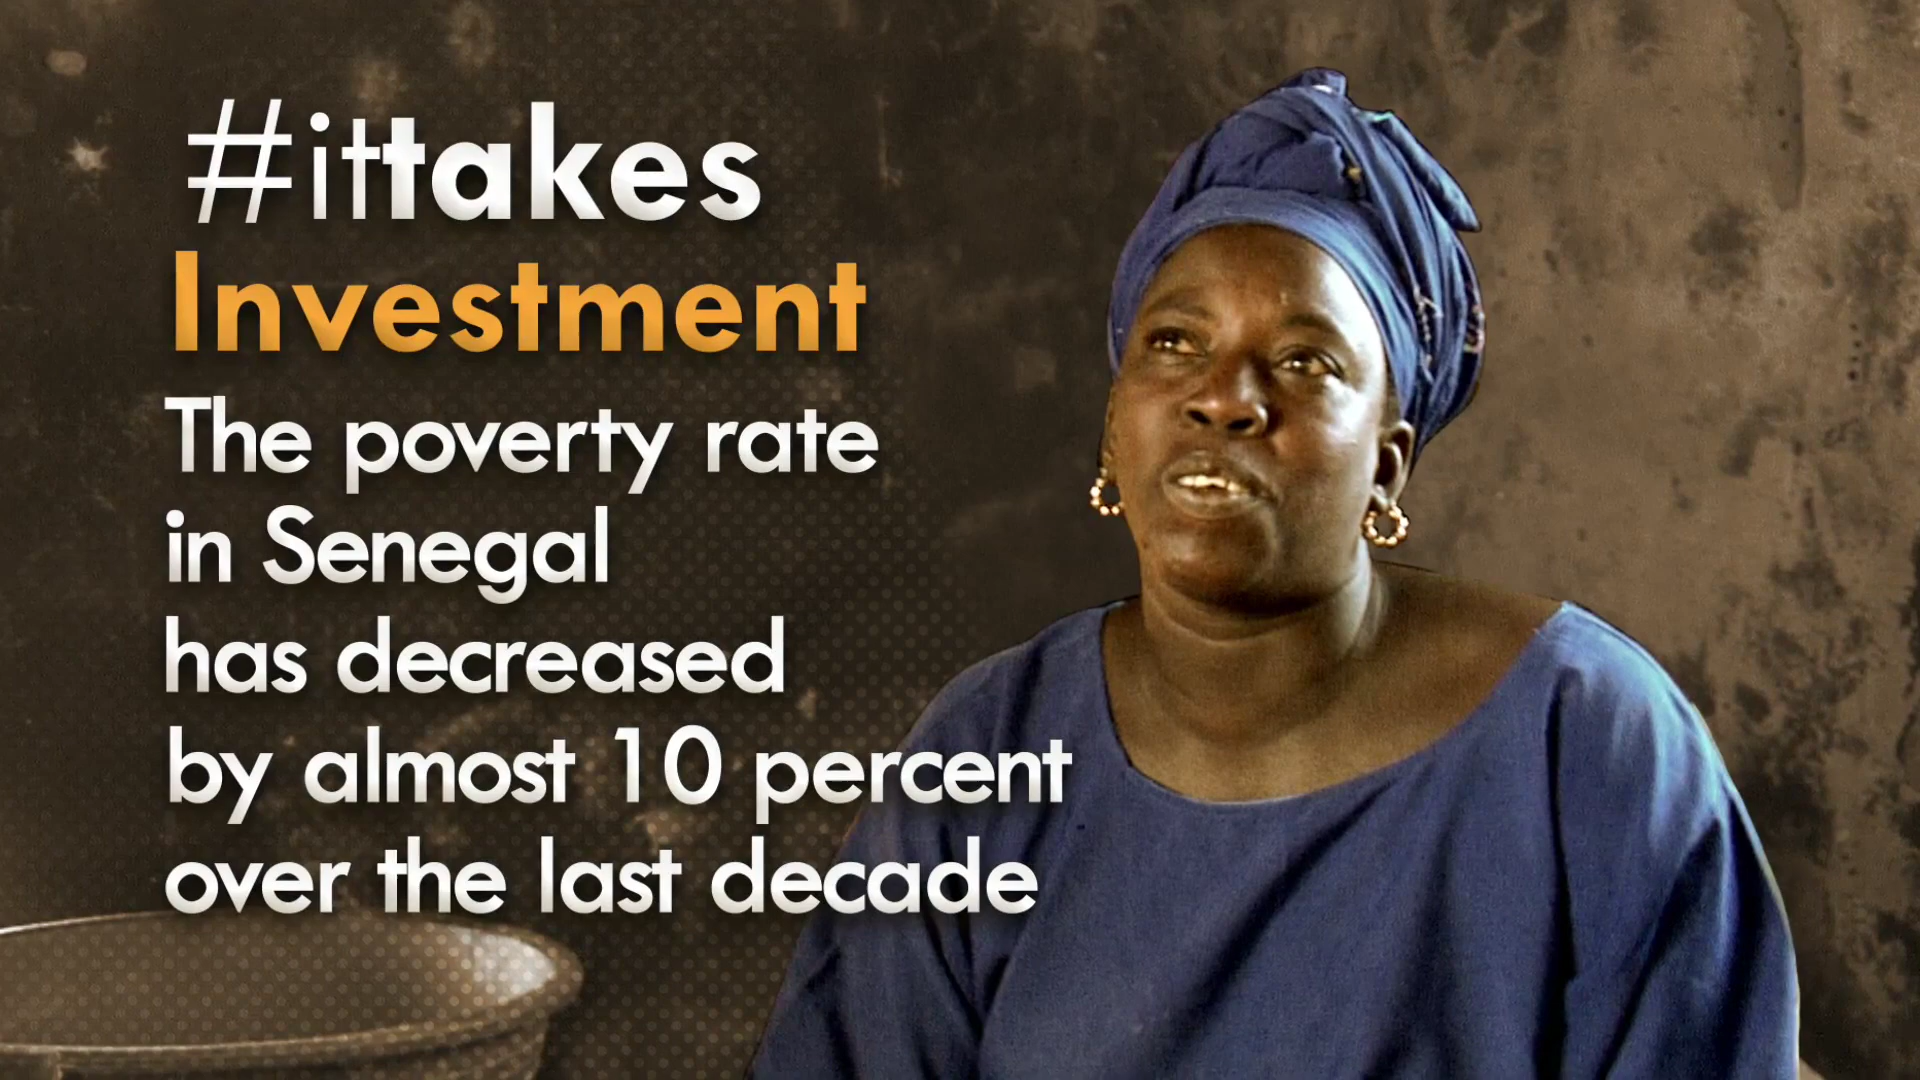 #ittakes
Investment
The poverty rate
in Senegal
has decreased
by almost 10 percent
over the last decade